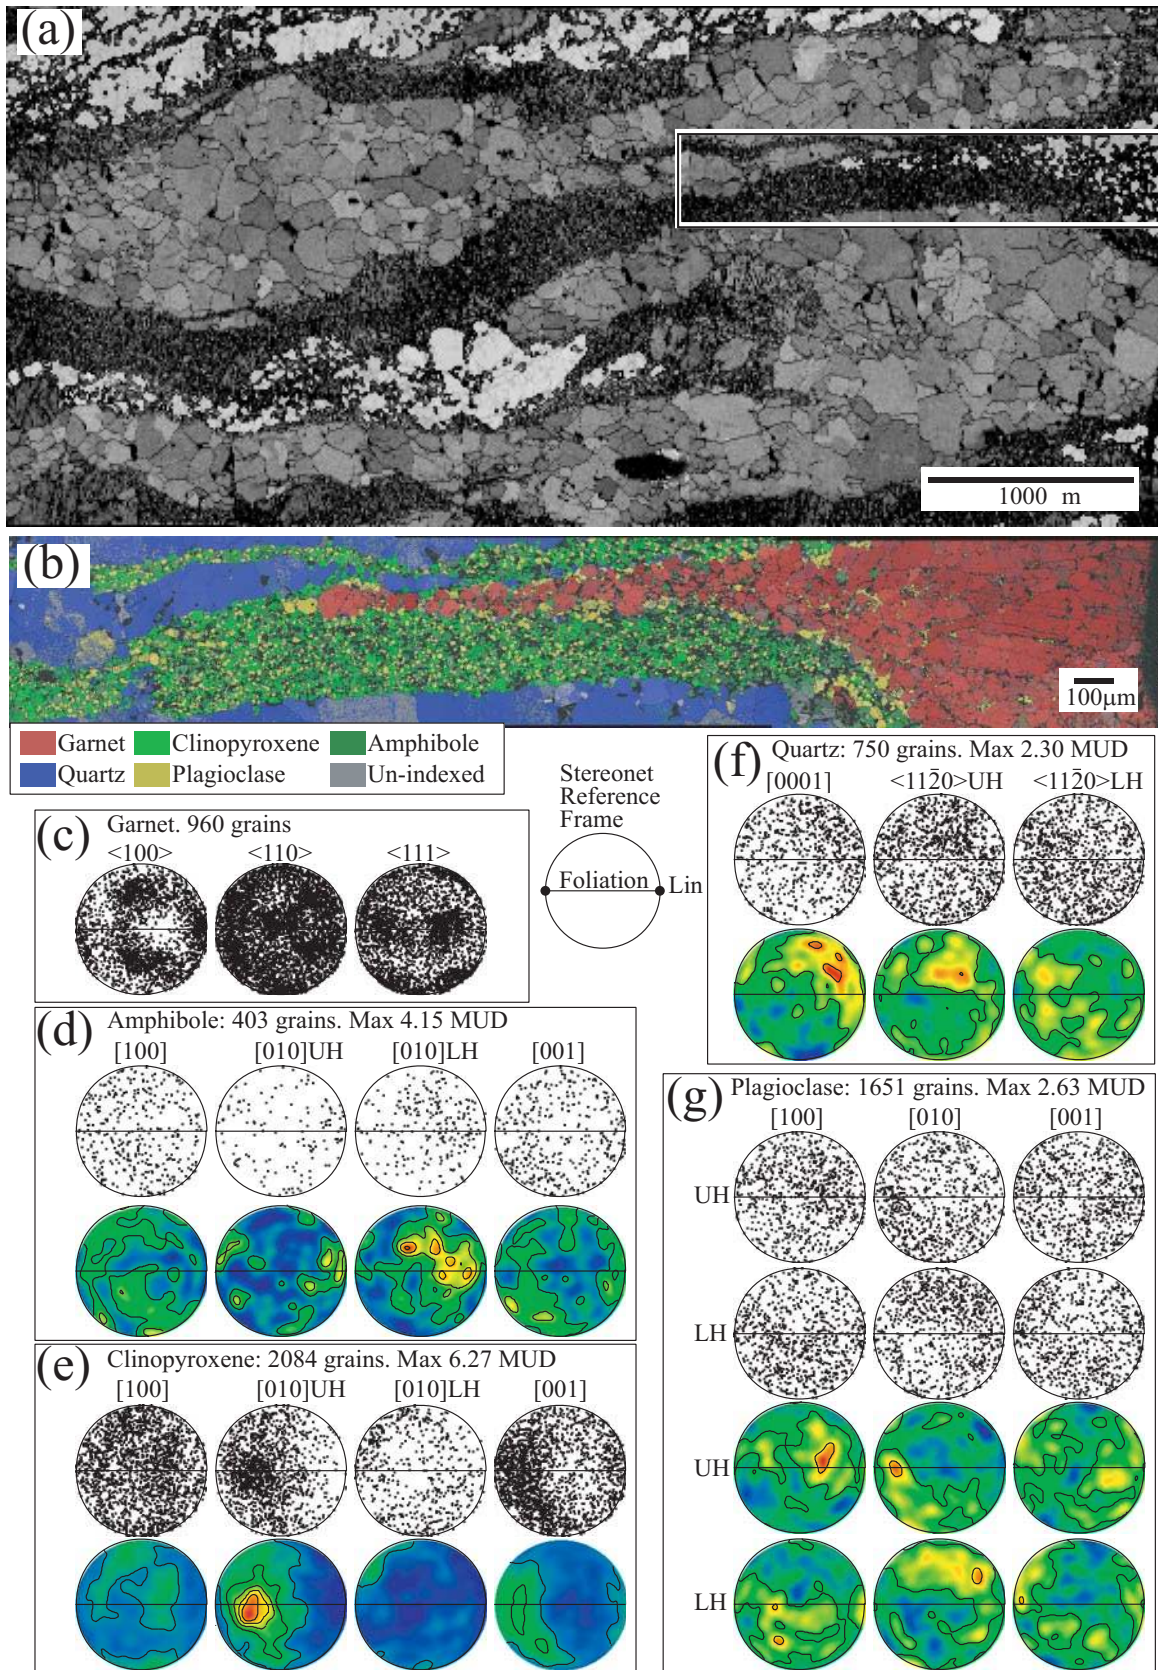 (a)
1000 m
(b)
100μm
Garnet Clinopyroxene Amphibole
Quartz Plagioclase Un-indexed
Stereonet
Reference
Frame
Foliation Lin
(c) Garnet. 960 grains
<100> <110> <111>
(d) Amphibole: 403 grains. Max 4.15 MUD
[100] [010]UH [010]LH [001]
(e) Clinopyroxene: 2084 grains. Max 6.27 MUD
[100] [010]UH [010]LH [001]
(f) Quartz: 750 grains. Max 2.30 MUD
[0001] <112̄0>UH <112̄0>LH
(g) Plagioclase: 1651 grains. Max 2.63 MUD
[100] [010] [001]
UH
LH
UH
LH